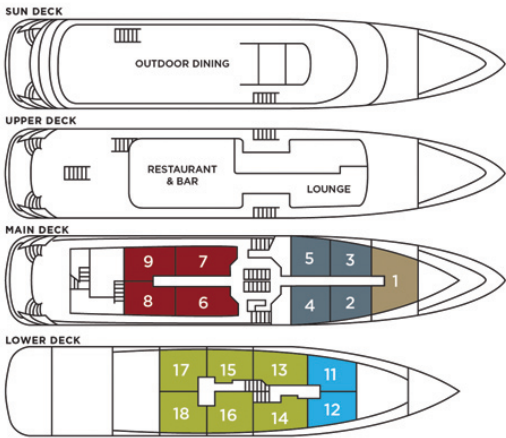 SUN DECK
OUTDOOR DINING
UPPER DECK
RESTAURANT
& BAR
LOUNGE
MAIN DECK
9 7 5 3 1
8 6 4 2
LOWER DECK
17 15 13 11
18 16 14 12